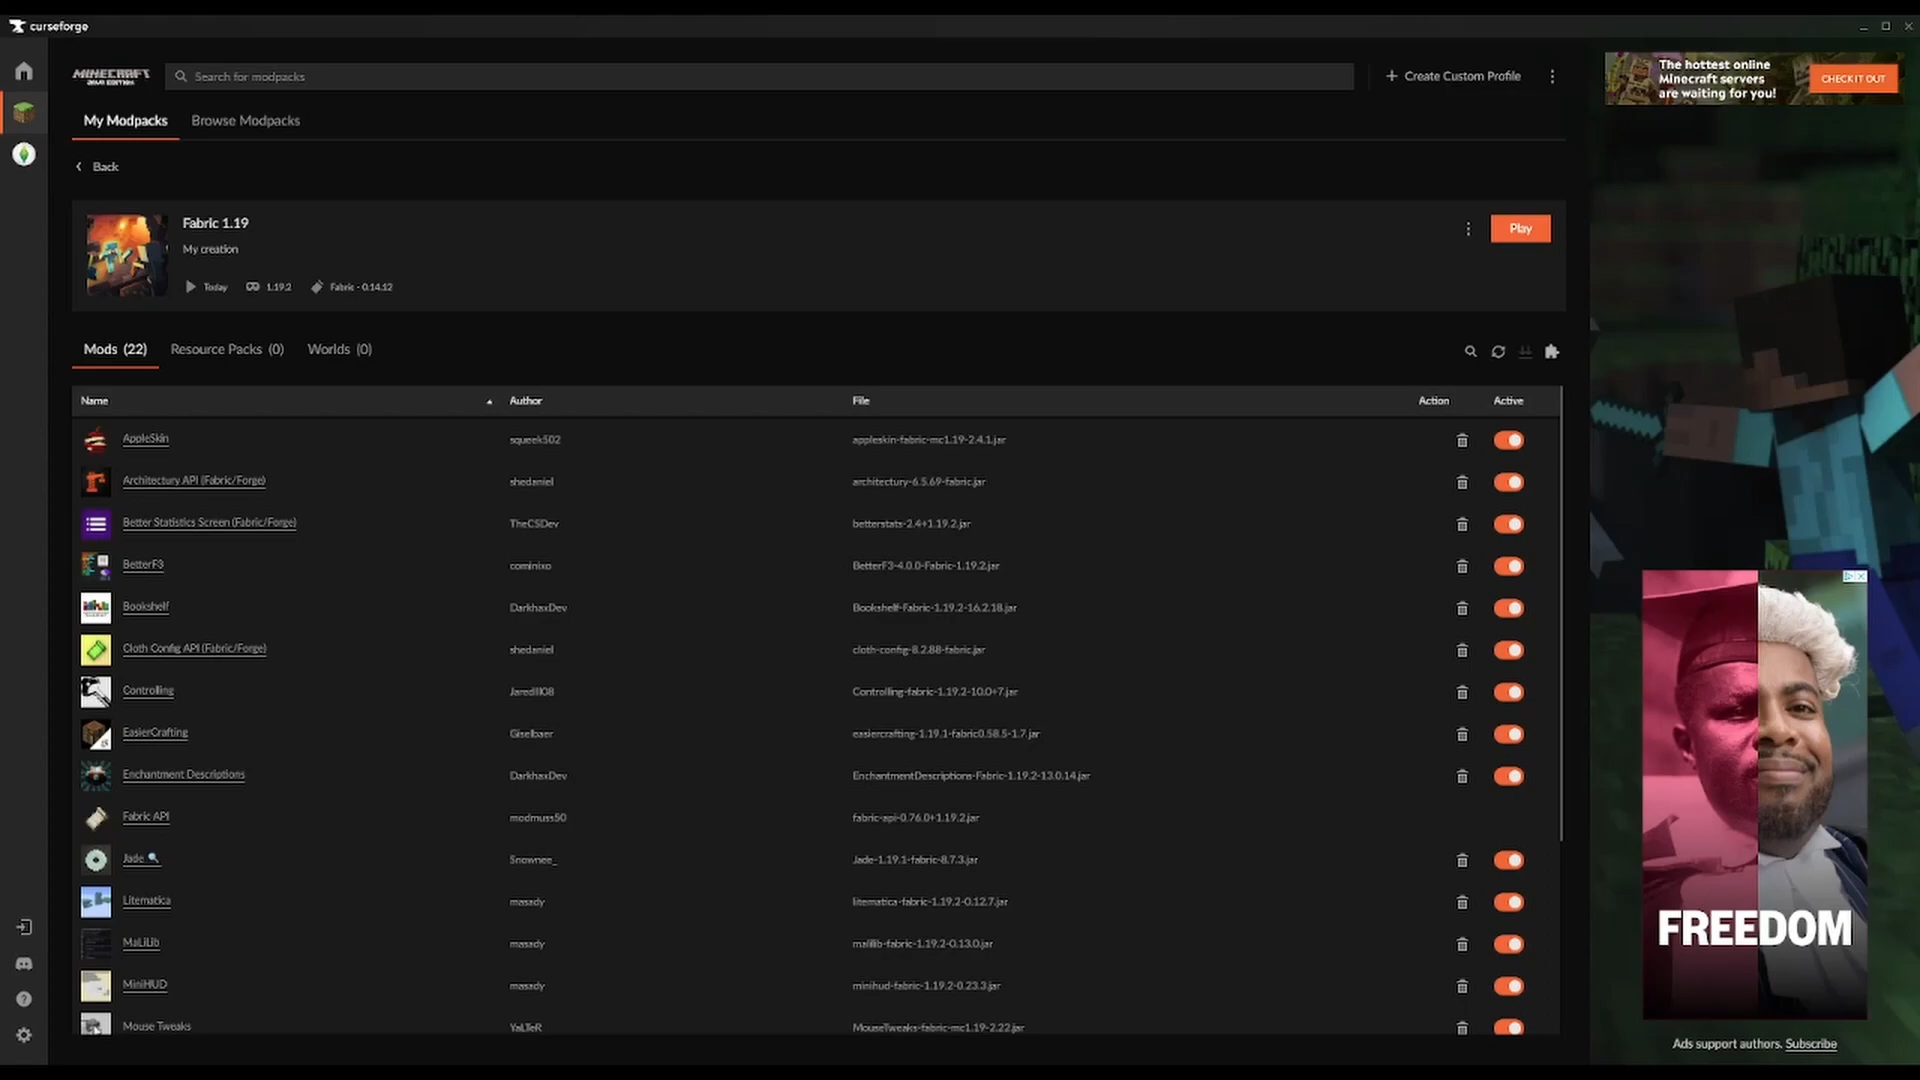 curseforge
MINECRAFT
JAVA EDITION
Search for modpacks
Create Custom Profile
The hottest online
Minecraft servers
are waiting for you!
CHECK IT OUT
My Modpacks
Browse Modpacks
Back
Fabric 1.19
My creation
Play
Today
1.19.2
Fabric - 0.14.12
Mods (22)
Resource Packs (0)
Worlds (0)
Name Author File Action Active
AppleSkin squeek502 appleskin-fabric-mc1.19-2.4.1.jar
Architectury API (Fabric/Forge) shedaniel architectury-6.5.69-fabric.jar
Better Statistics Screen (Fabric/Forge) TheCSDev betterstats-2.4+1.19.2.jar
BetterF3 cominixo BetterF3-4.0.0-Fabric-1.19.2.jar
Bookshelf DarkhaxDev Bookshelf-Fabric-1.19.2-16.2.18.jar
Cloth Config API (Fabric/Forge) shedaniel cloth-config-8.2.88-fabric.jar
Controlling Jaredlll08 Controlling-fabric-1.19.2-10.0+7.jar
EasierCrafting Giselbaer easiercrafting-1.19.1-fabric0.58.5-1.7.jar
Enchantment Descriptions DarkhaxDev EnchantmentDescriptions-Fabric-1.19.2-13.0.14.jar
Fabric API modmuss50 fabric-api-0.76.0+1.19.2.jar
Jade 🔍 Snownee_ Jade-1.19.1-fabric-8.7.3.jar
Litematica masady litematica-fabric-1.19.2-0.12.7.jar
MaLiLib masady malilib-fabric-1.19.2-0.13.0.jar
MiniHUD masady minihud-fabric-1.19.2-0.23.3.jar
Mouse Tweaks YaLTeR MouseTweaks-fabric-mc1.19-2.22.jar
FREEDOM
Ads support authors. Subscribe